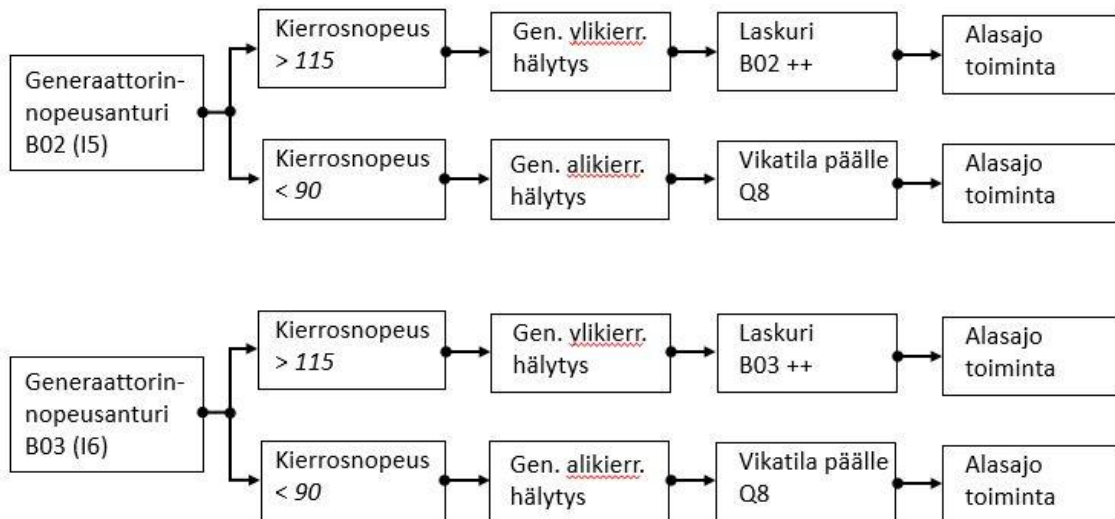 Generaattorin-
nopeusanturi
B02 (I5)
Kierrosnopeus
> 115
Gen. ylikierr.
hälytys
Laskuri
B02 ++
Alasajo
toiminta
Kierrosnopeus
< 90
Gen. alikierr.
hälytys
Vikatila päälle
Q8
Alasajo
toiminta
Generaattorin-
nopeusanturi
B03 (I6)
Kierrosnopeus
> 115
Gen. ylikierr.
hälytys
Laskuri
B03 ++
Alasajo
toiminta
Kierrosnopeus
< 90
Gen. alikierr.
hälytys
Vikatila päälle
Q8
Alasajo
toiminta